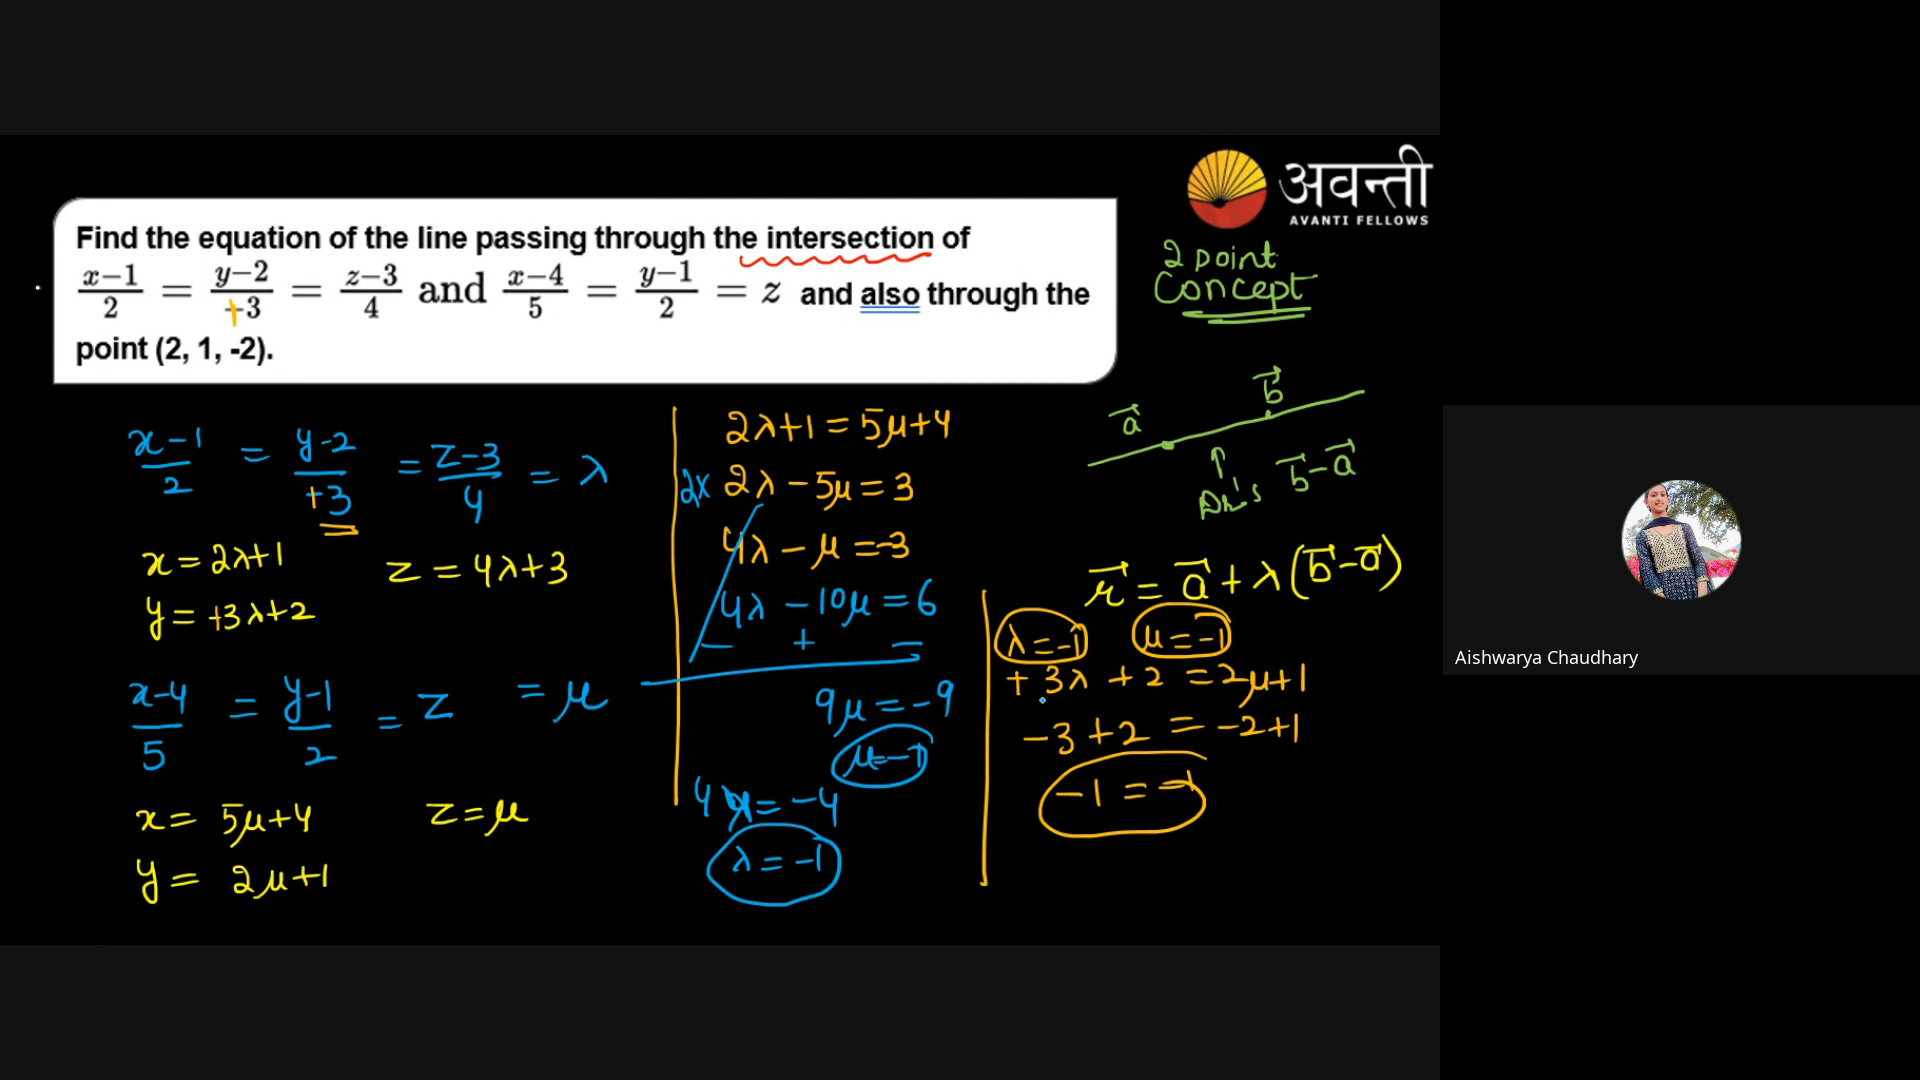 Find the equation of the line passing through the intersection of
x−1/2 = y−2/+3 = z−3/4 and x−4/5 = y−1/2 = z and also through the
point (2, 1, -2).
अवन्ती
AVANTI FELLOWS
2 point
Concept
a⃗ b⃗
Dr's b⃗−a⃗
r⃗ = a⃗ + λ(b⃗−a⃗)
x−1/2 = y−2/+3 = z−3/4 = λ
x = 2λ+1 z = 4λ+3
y = +3λ+2
x−4/5 = y−1/2 = z = μ
x = 5μ+4 z = μ
y = 2μ+1
2λ+1 = 5μ+4
2x 2λ − 5μ = 3
4λ − μ = −3
4λ − 10μ = 6
− + −
9μ = −9
μ = −1
4λ = −4
λ = −1
λ = −1 μ = −1
+3λ + 2 = 2μ+1
−3+2 = −2+1
−1 = −1
Aishwarya Chaudhary